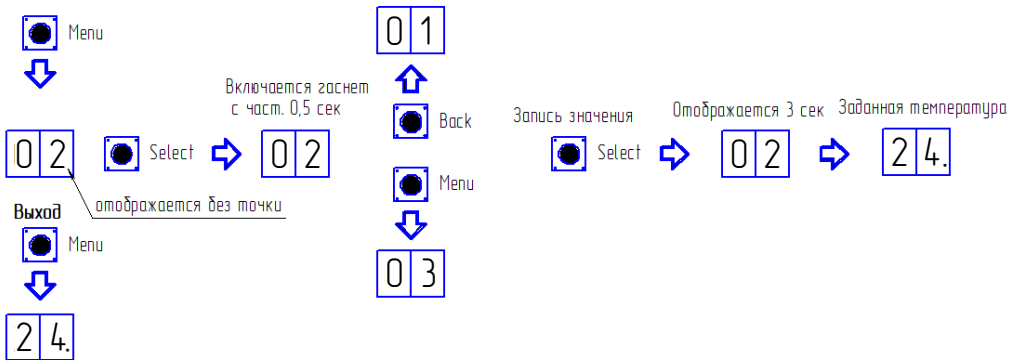 Menu
0 1
Включается гаснет
с част. 0,5 сек
Back
Запись значения
Отображается 3 сек
Заданная температура
0 2
Select
0 2
Select
0 2
2 4.
отображается без точки
Menu
Выход
Menu
0 3
2 4.